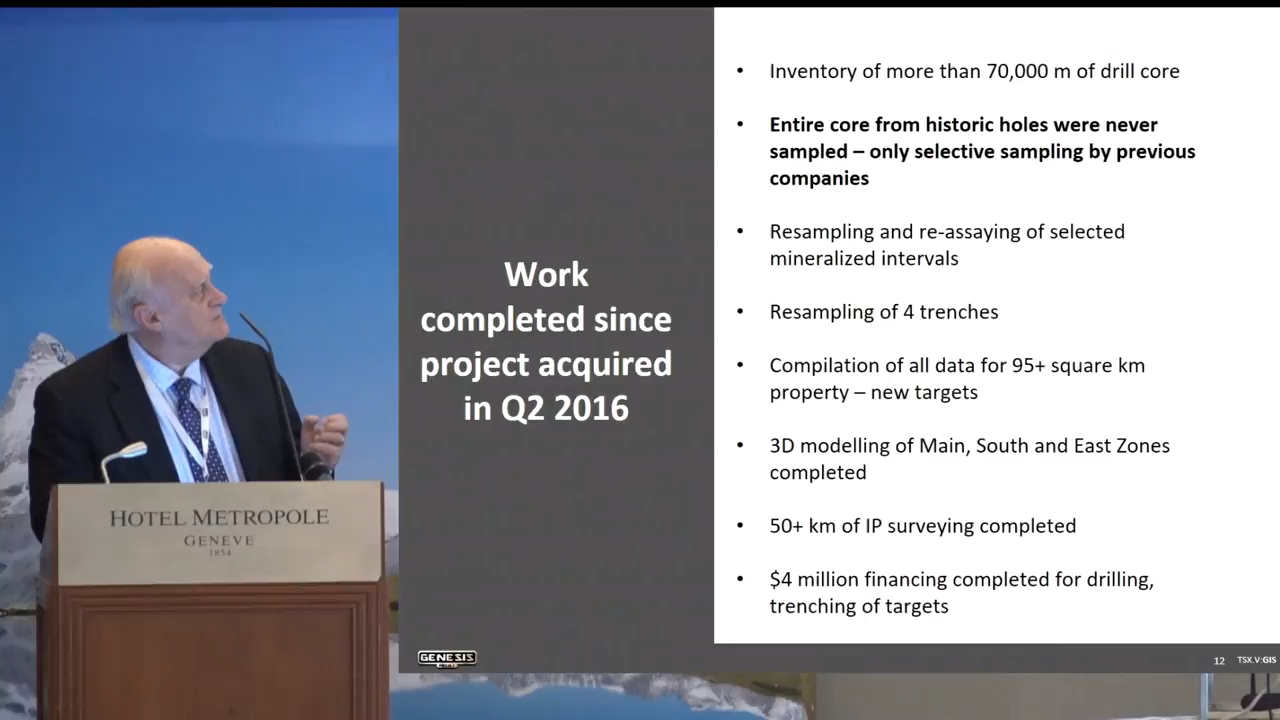 • Inventory of more than 70,000 m of drill core
• Entire core from historic holes were never
sampled – only selective sampling by previous
companies
• Resampling and re-assaying of selected
mineralized intervals
• Resampling of 4 trenches
• Compilation of all data for 95+ square km
property – new targets
• 3D modelling of Main, South and East Zones
completed
• 50+ km of IP surveying completed
• $4 million financing completed for drilling,
trenching of targets
Work
completed since
project acquired
in Q2 2016
HOTEL METROPOLE
GENEVE
1854
GENESIS
12 TSX.V:GIS